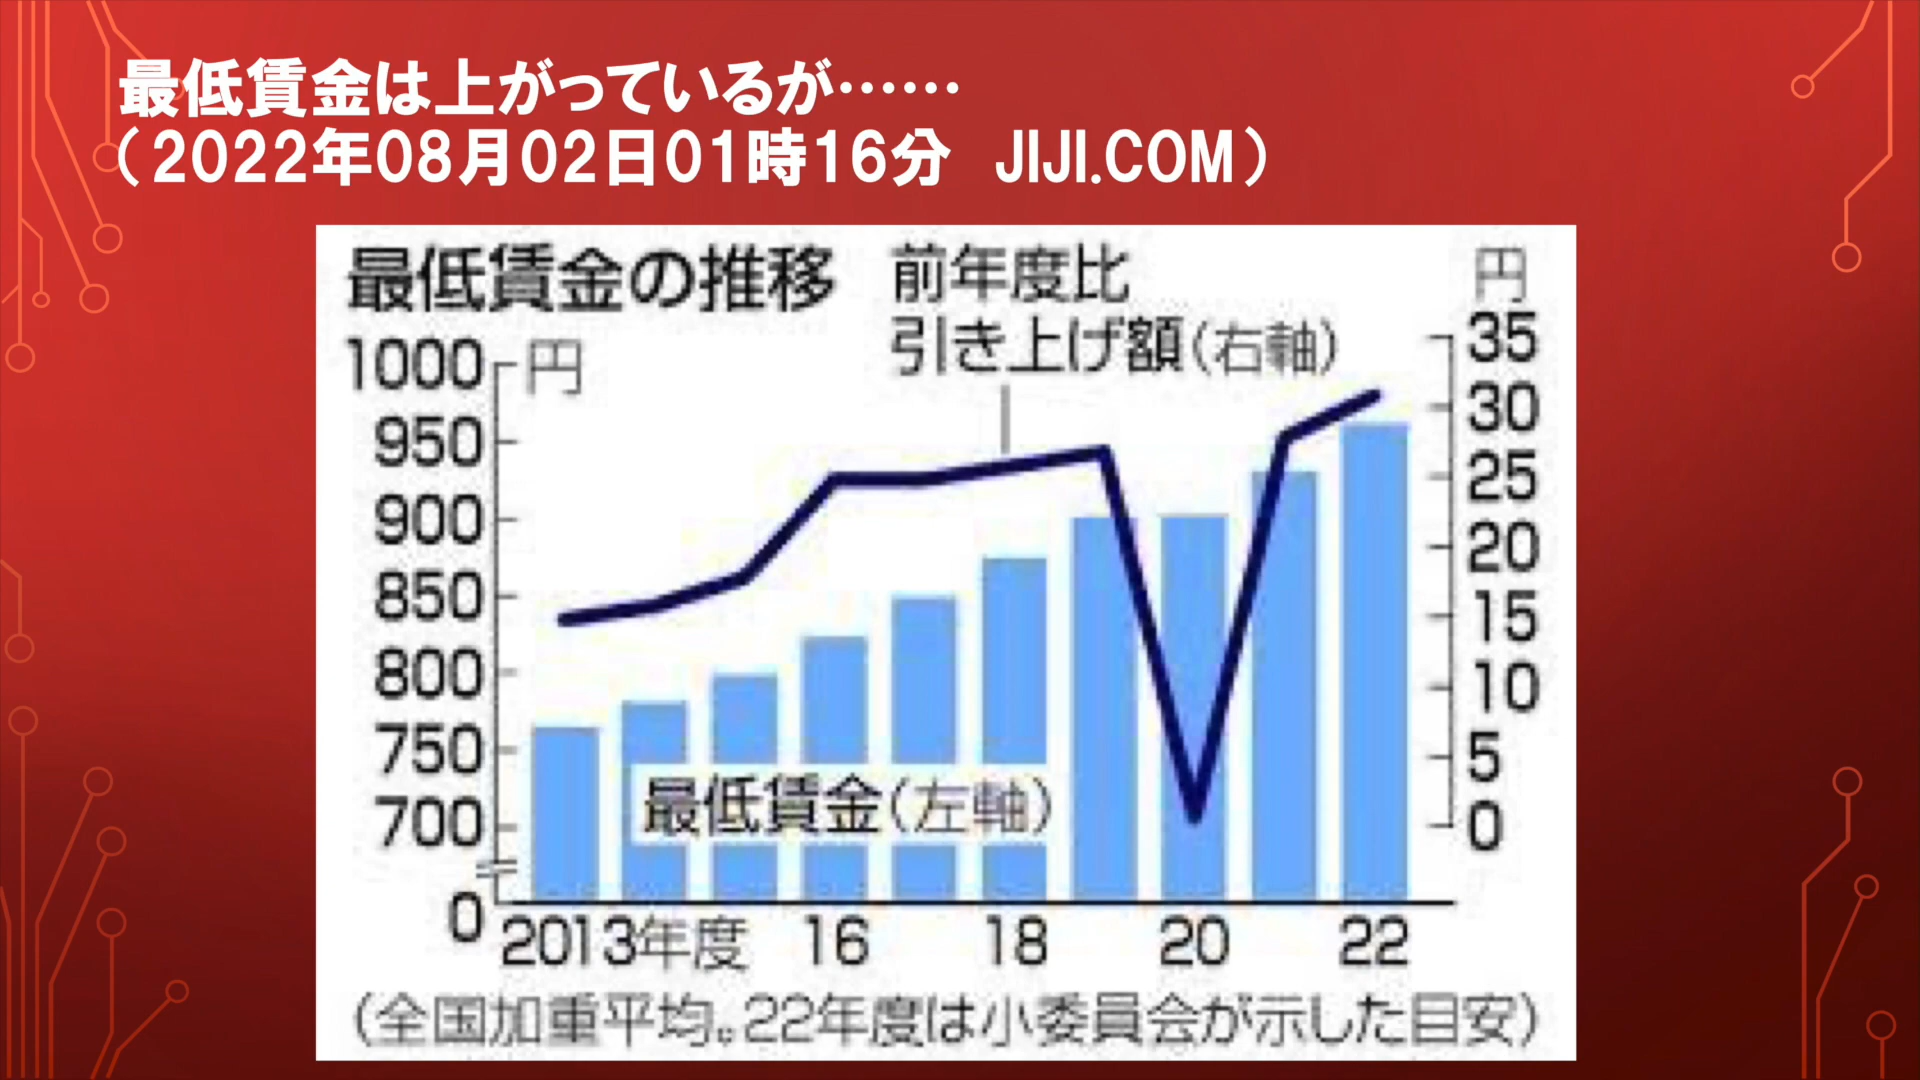 最低賃金は上がっているが……
（2022年08月02日01時16分　JIJI.COM）
最低賃金の推移
前年度比
引き上げ額（右軸）
円
1000円
950
900
850
800
750
700
0
35
30
25
20
15
10
5
0
最低賃金（左軸）
2013年度 16 18 20 22
（全国加重平均。22年度は小委員会が示した目安）